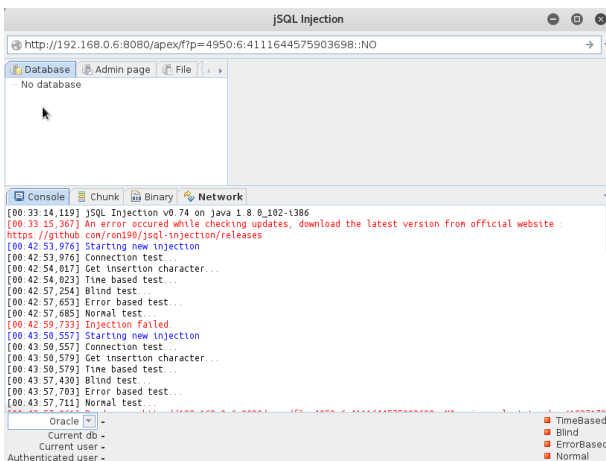 jSQL Injection
http://192.168.0.6:8080/apex/f?p=4950:6:4111644575903698::NO
Database Admin page File
No database
Console Chunk Binary Network
[00:33:14,119] jSQL Injection v0.74 on java 1.8.0_102-i386
[00:33:15,367] An error occured while checking updates, download the latest version from official website :
https://github.com/ron190/jsql-injection/releases
[00:42:53,976] Starting new injection
[00:42:53,976] Connection test...
[00:42:54,017] Get insertion character...
[00:42:54,023] Time based test...
[00:42:57,254] Blind test...
[00:42:57,653] Error based test...
[00:42:57,685] Normal test...
[00:42:59,733] Injection failed.
[00:43:50,557] Starting new injection
[00:43:50,557] Connection test...
[00:43:50,579] Get insertion character...
[00:43:50,579] Time based test...
[00:43:57,430] Blind test...
[00:43:57,703] Error based test...
[00:43:57,711] Normal test...
Oracle -
Current db -
Current user -
Authenticated user -
TimeBased
Blind
ErrorBased
Normal